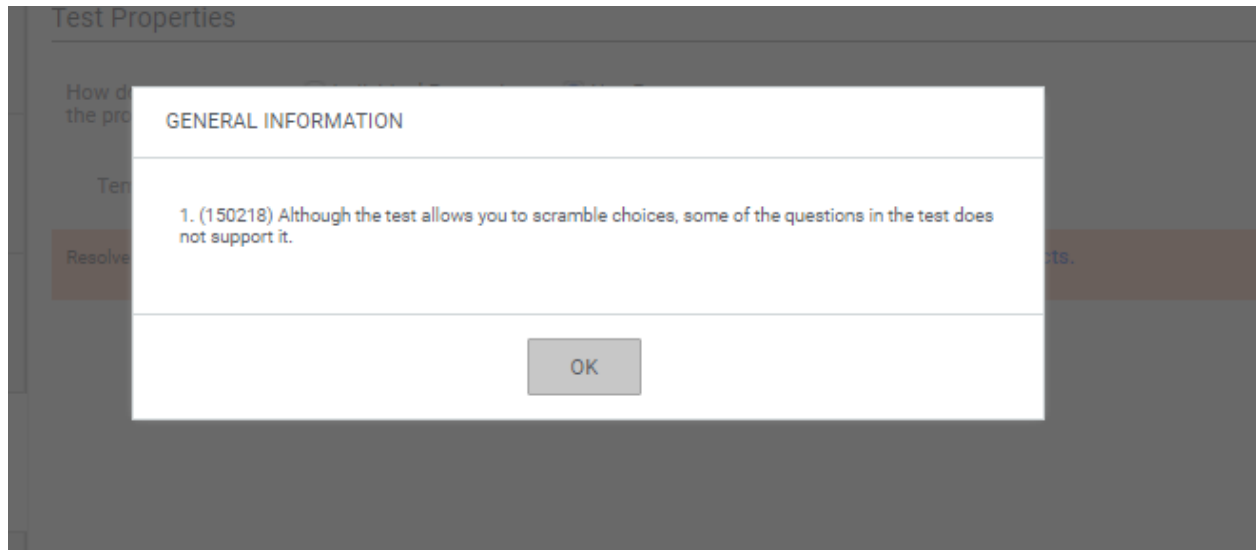 Test Properties
How d
the pro
GENERAL INFORMATION
Ten
1. (150218) Although the test allows you to scramble choices, some of the questions in the test does
not support it.
Resolve
cts.
OK